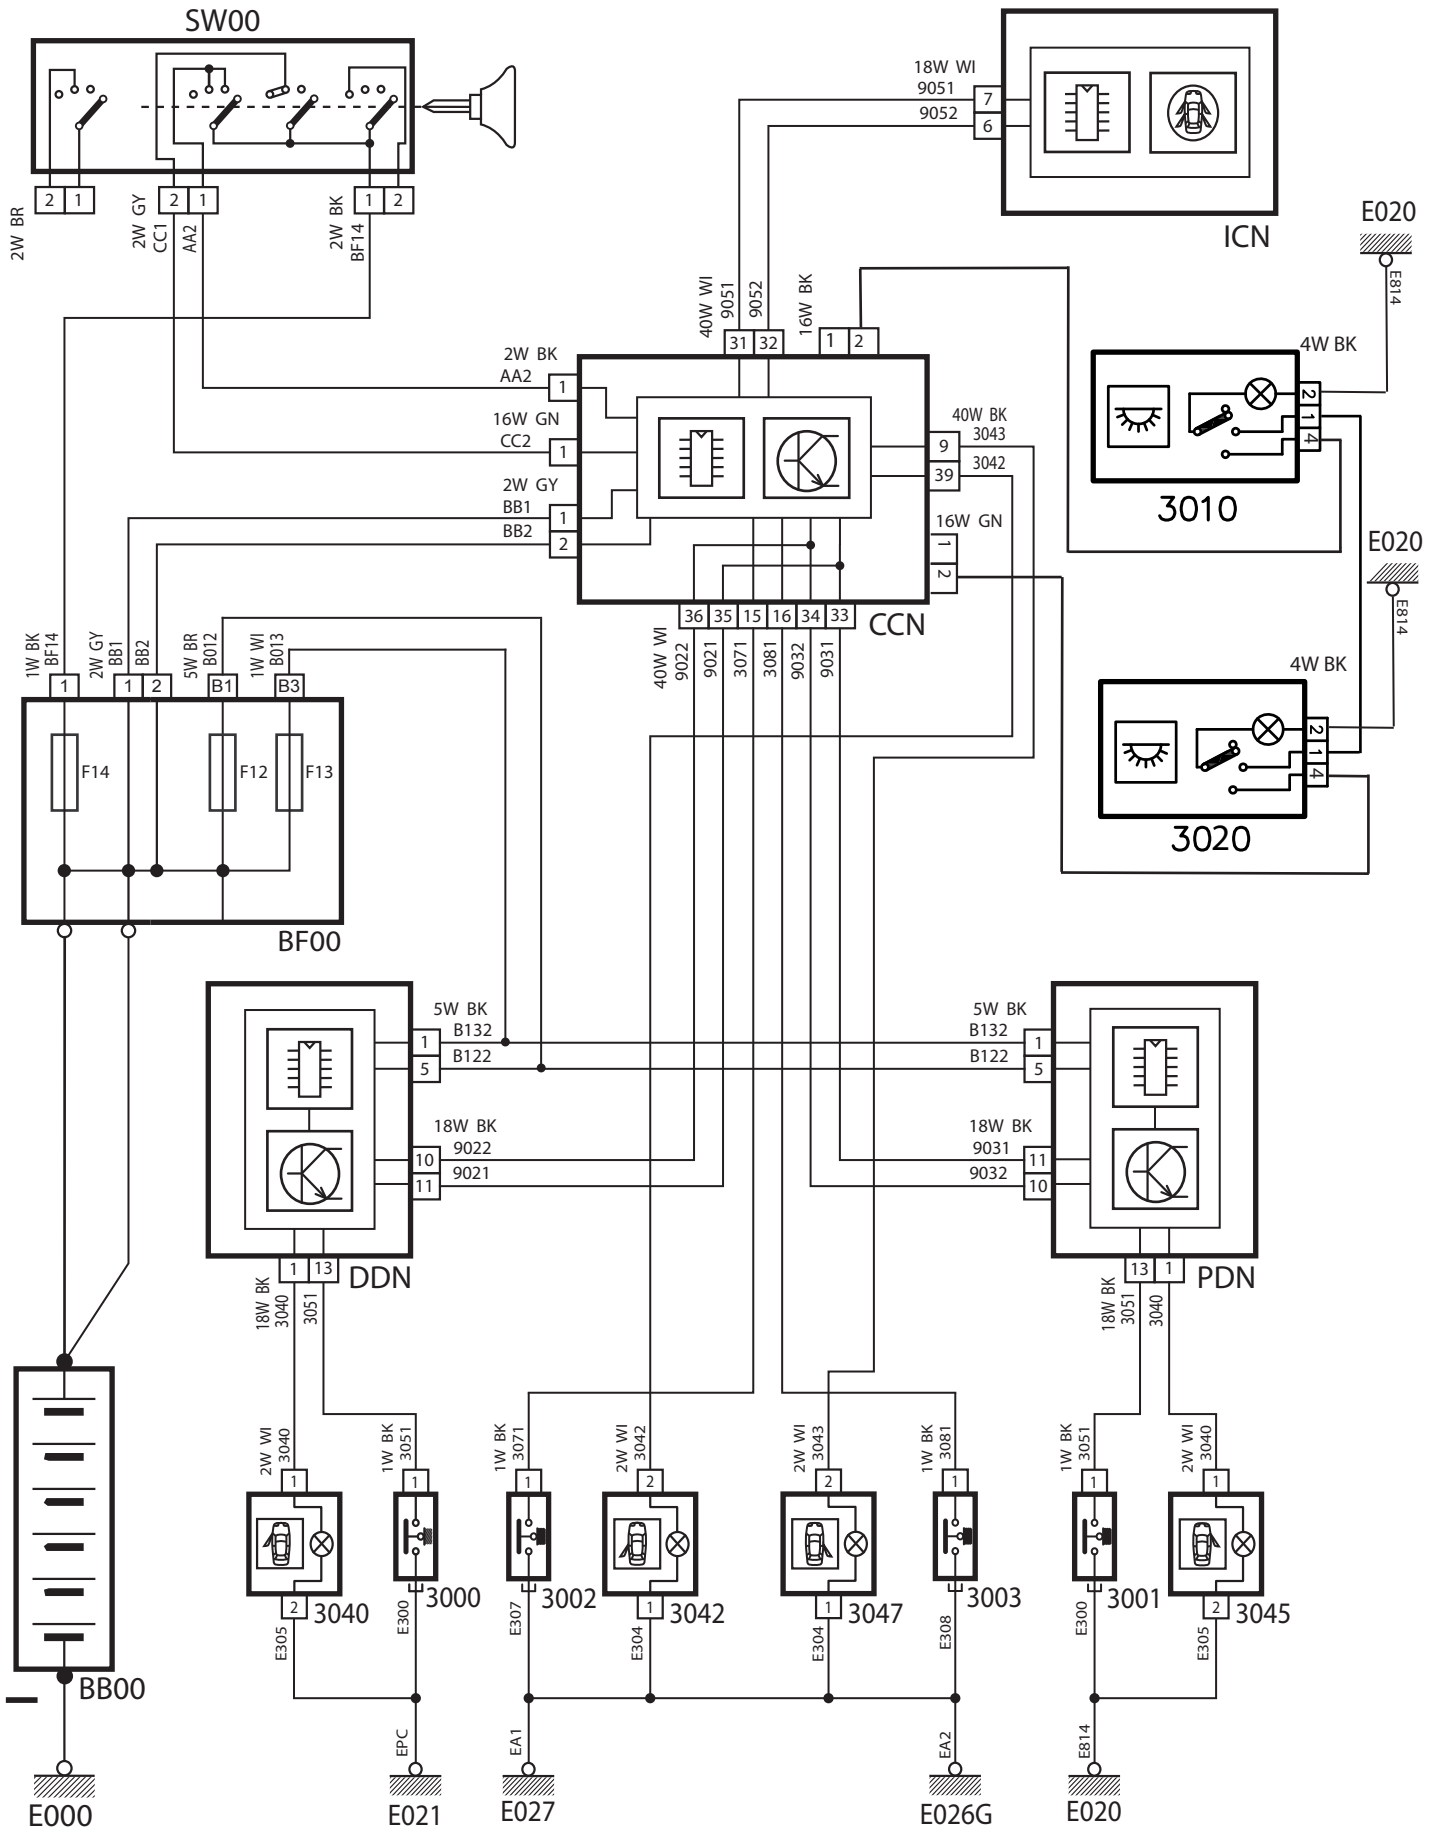 SW00
2
1
2
1
1
2
2W BR
2W GY
CC1
AA2
2W BK
BF14
18W WI
9051
9052
7
6
ICN
E020
E814
40W WI
9051
9052
16W BK
31
32
1
2
2W BK
AA2
1
16W GN
CC2
1
2W GY
BB1
1
BB2
2
40W BK
3043
9
3042
39
16W GN
1
2
CCN
36
35
15
16
34
33
40W WI
9022
9021
3071
3081
9032
9031
4W BK
2
1
4
3010
E020
E814
4W BK
2
1
4
3020
1W BK
BF14
2W GY
BB1
BB2
5W BR
B012
1W WI
B013
1
1
2
B1
B3
F14
F12
F13
BF00
5W BK
B132
1
B122
5
18W BK
9022
10
9021
11
DDN
1
13
18W BK
3040
3051
5W BK
B132
1
B122
5
18W BK
9031
11
9032
10
PDN
13
1
18W BK
3051
3040
2W WI
3040
1
2
3040
E305
1W BK
3051
1
3000
E300
1W BK
3071
1
3002
E307
2W WI
3042
2
1
3042
E304
2W WI
3043
2
1
3047
E304
1W BK
3081
1
3003
E308
1W BK
3051
1
3001
E300
2W WI
3040
1
2
3045
E305
BB00
EPC
EA1
EA2
E814
E000
E021
E027
E026G
E020